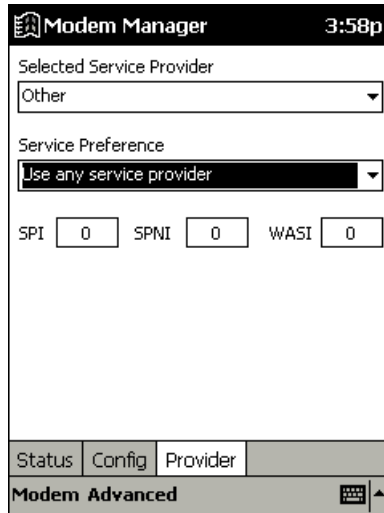 Modem Manager 3:58p
Selected Service Provider
Other
Service Preference
Use any service provider
SPI 0 SPNI 0 WASI 0
Status Config Provider
Modem Advanced